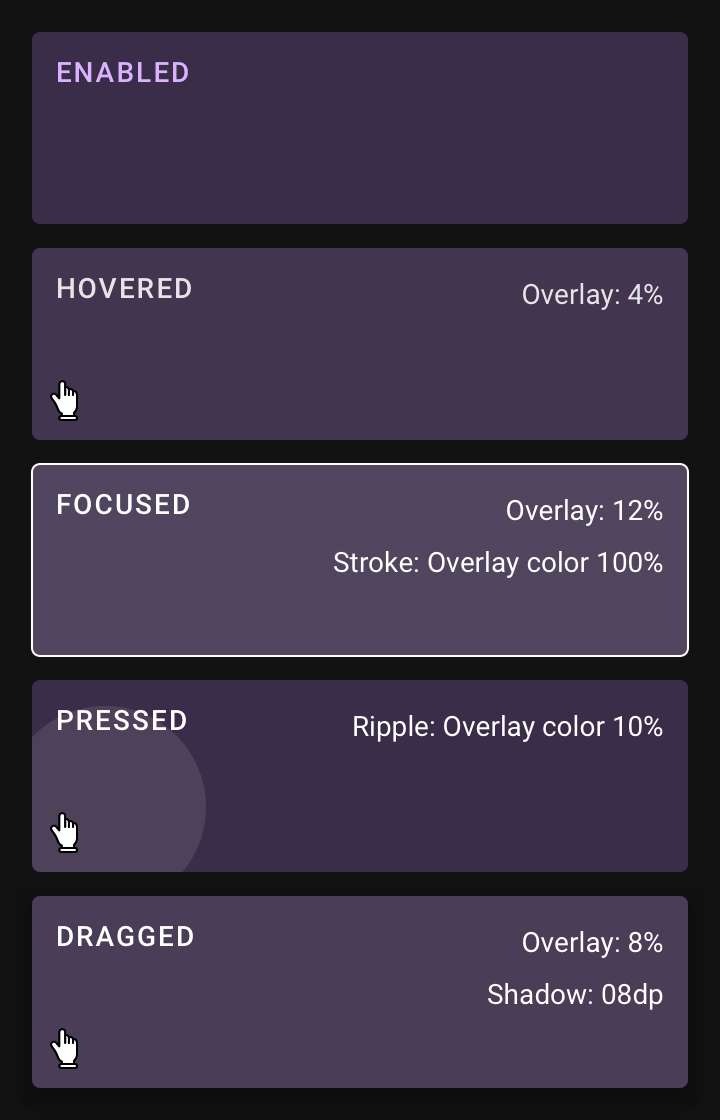 ENABLED
HOVERED
Overlay: 4%
FOCUSED
Overlay: 12%
Stroke: Overlay color 100%
PRESSED
Ripple: Overlay color 10%
DRAGGED
Overlay: 8%
Shadow: 08dp